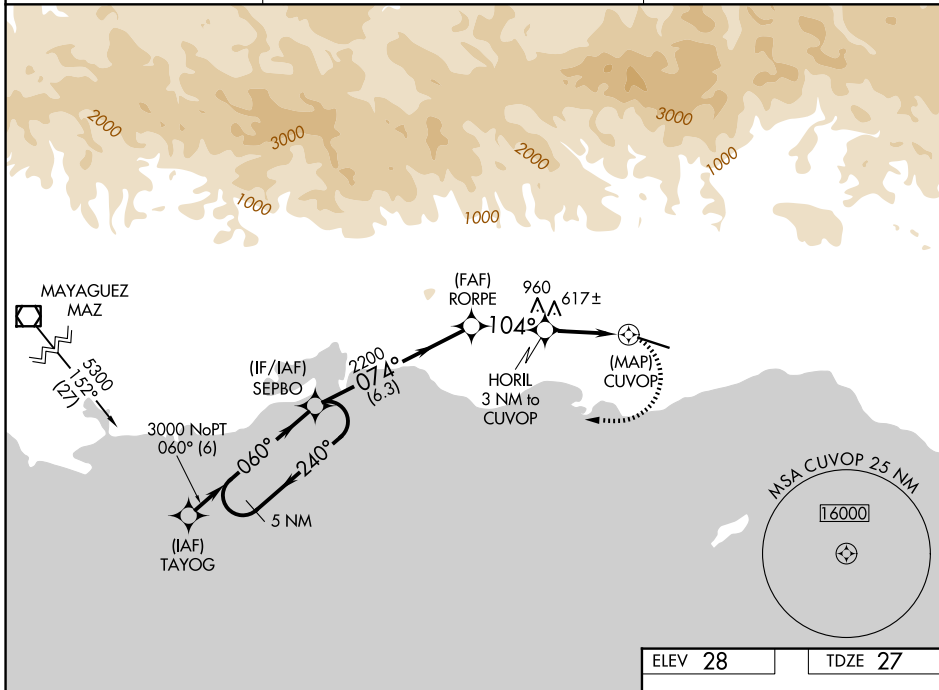 2000
3000
2000
3000
1000
1000
1000
MAYAGUEZ
MAZ
5300
152°
(27)
(FAF)
RORPE
960
617±
104°
(IF/IAF)
SEPBO
2200
074°
(6.3)
HORIL
3 NM to
CUVOP
(MAP)
CUVOP
3000 NoPT
060° (6)
060°
240°
5 NM
(IAF)
TAYOG
MSA CUVOP 25 NM
16000
ELEV 28
TDZE 27